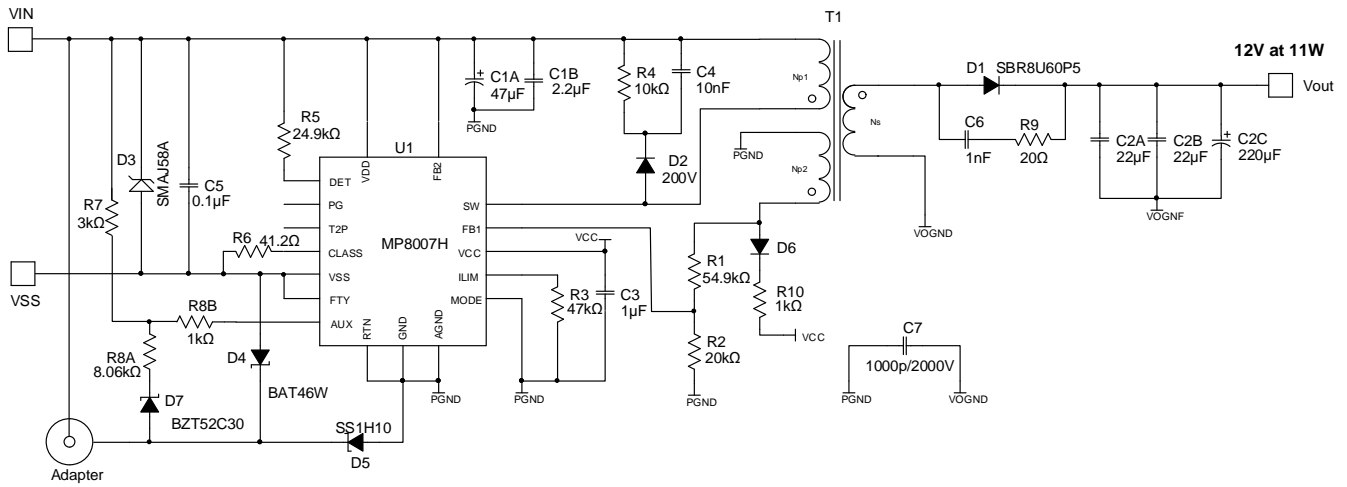 VIN
T1
12V at 11W
R5
24.9kΩ
C1A
47µF
C1B
2.2µF
PGND
R4
10kΩ
C4
10nF
Np1
D1
SBR8U60P5
Vout
Ns
C6
1nF
R9
20Ω
C2A
22µF
C2B
22µF
C2C
220µF
VOGNF
VOGND
D3
SMAJ58A
C5
0.1µF
D2
200V
PGND
Np2
U1
MP8007H
DET
PG
T2P
CLASS
VSS
FTY
AUX
VDD
FB2
SW
FB1
VCC
ILIM
MODE
RTN
GND
AGND
R7
3kΩ
R6
41.2Ω
VSS
VCC
R3
47kΩ
C3
1µF
R1
54.9kΩ
D6
R10
1kΩ
VCC
R2
20kΩ
PGND
R8B
1kΩ
R8A
8.06kΩ
D4
BAT46W
D7
BZT52C30
PGND
PGND
SS1H10
D5
Adapter
C7
1000p/2000V
PGND
VOGND